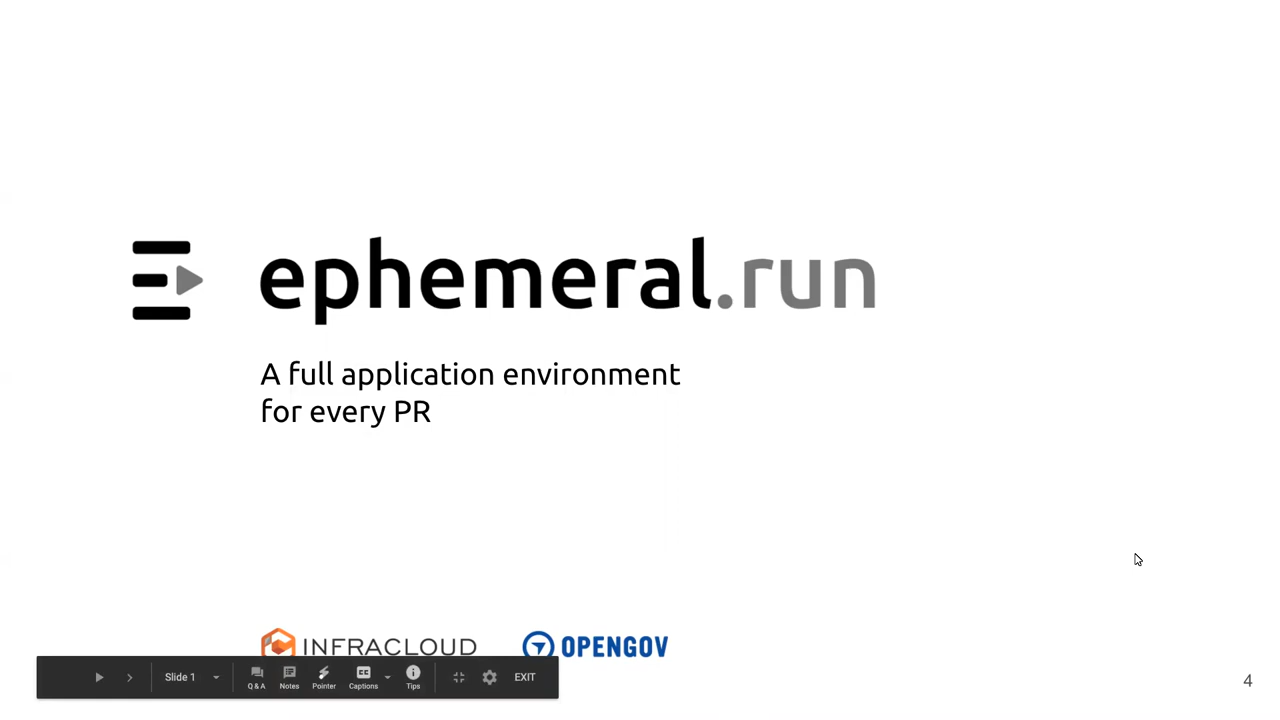 ephemeral.run
A full application environment
for every PR
INFRACLOUD
OPENGOV
Slide 1
Q & A
Notes
Pointer
Captions
Tips
EXIT
4